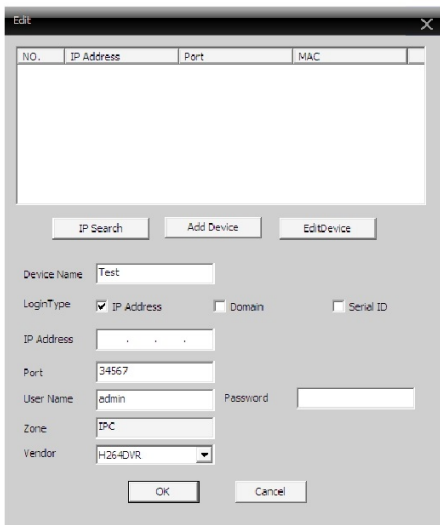 Edit
NO. IP Address Port MAC
IP Search Add Device EditDevice
Device Name Test
LoginType IP Address Domain Serial ID
IP Address . . .
Port 34567
User Name admin Password
Zone IPC
Vendor H264DVR
OK Cancel